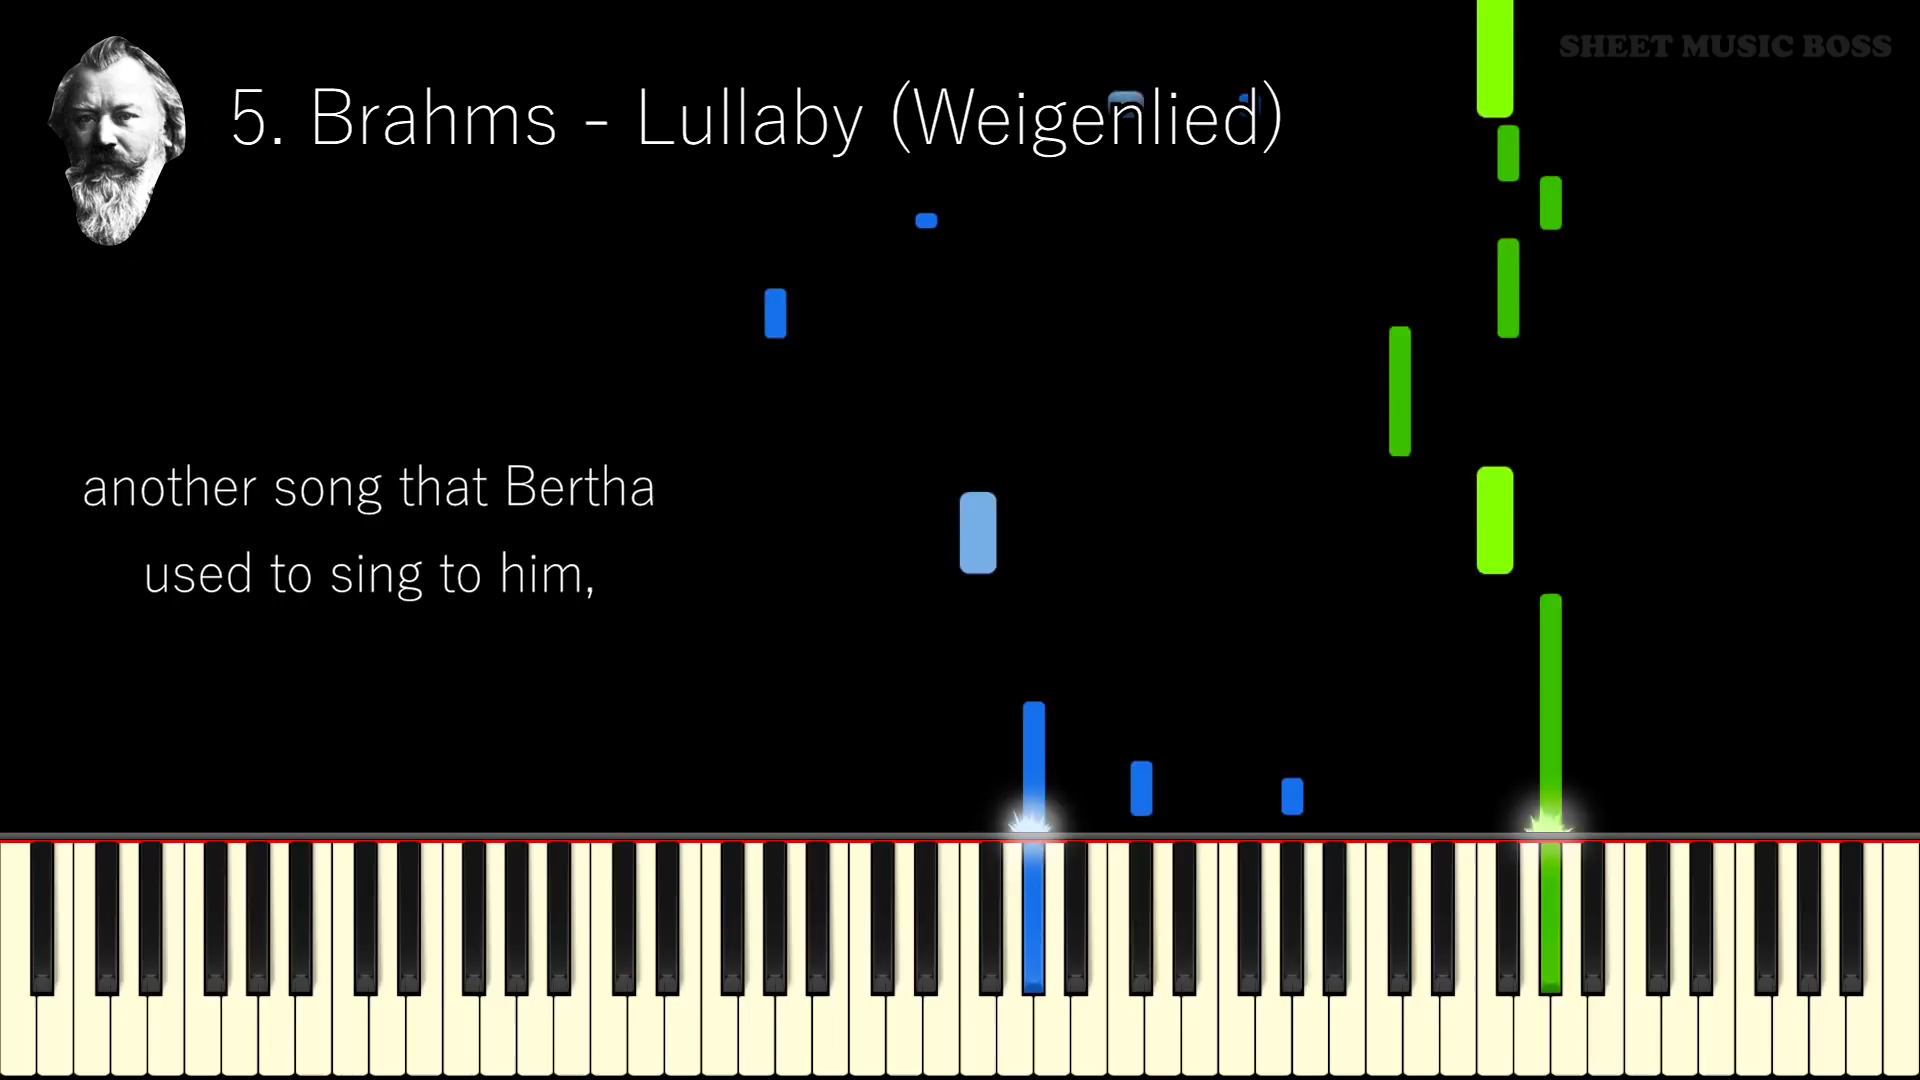 SHEET MUSIC BOSS
5. Brahms - Lullaby (Weigenlied)
another song that Bertha
used to sing to him,